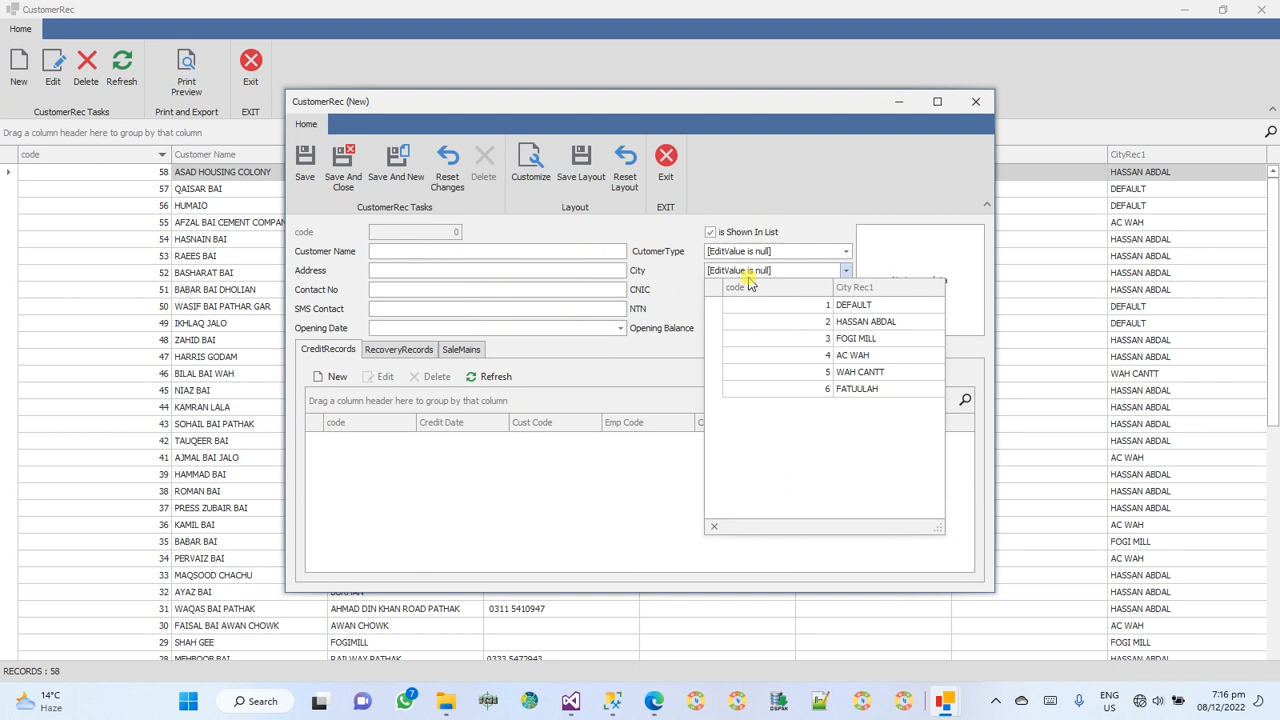 CustomerRec
Home
New Edit Delete Refresh Print Preview Exit
CustomerRec Tasks Print and Export EXIT
Drag a column header here to group by that column
code Customer Name CityRec1
58 ASAD HOUSING COLONY HASSAN ABDAL
57 QAISAR BAI DEFAULT
56 HUMAIO DEFAULT
55 AFZAL BAI CEMENT COMPAN AC WAH
54 HASNAIN BAI HASSAN ABDAL
53 RAEES BAI HASSAN ABDAL
52 BASHARAT BAI HASSAN ABDAL
51 BABAR BAI DHOLIAN HASSAN ABDAL
50 WASIF BAI PATHAR GAR DEFAULT
49 IKHLAQ JALO DEFAULT
48 ZAHID BAI HASSAN ABDAL
47 HARRIS GODAM HASSAN ABDAL
46 BILAL BAI WAH WAH CANTT
45 NIAZ BAI HASSAN ABDAL
44 KAMRAN LALA HASSAN ABDAL
43 SOHAIL BAI PATHAK HASSAN ABDAL
42 TAUQEER BAI HASSAN ABDAL
41 AJMAL BAI JALO AC WAH
39 HAMMAD BAI HASSAN ABDAL
38 ROMAN BAI HASSAN ABDAL
37 PRESS ZUBAIR BAI HASSAN ABDAL
36 KAMIL BAI AC WAH
35 BABAR BAI FOGI MILL
34 PERVAIZ BAI AC WAH
33 MAQSOOD CHACHU HASSAN ABDAL
32 AYAZ BAI HASSAN ABDAL
31 WAQAS BAI PATHAK AHMAD DIN KHAN ROAD PATHAK 0311 5410947 HASSAN ABDAL
30 FAISAL BAI AWAN CHOWK AWAN CHOWK AC WAH
29 SHAH GEE FOGIMILL FOGI MILL
28 MEHBOOB BAI RAILWAY PATHAK 0333 5472943 HASSAN ABDAL
RECORDS : 58
CustomerRec (New)
Home
Save Save And Close Save And New Reset Changes Delete Customize Save Layout Reset Layout Exit
CustomerRec Tasks Layout EXIT
code 0 is Shown In List
Customer Name CutomerType [EditValue is null]
Address City [EditValue is null]
Contact No CNIC
SMS Contact NTN
Opening Date Opening Balance
code City Rec1
1 DEFAULT
2 HASSAN ABDAL
3 FOGI MILL
4 AC WAH
5 WAH CANTT
6 FATUULAH
CreditRecords RecoveryRecords SaleMains
New Edit Delete Refresh
Drag a column header here to group by that column
code Credit Date Cust Code Emp Code
14°C
Haze
Search
7
DSPAK
ENG
US
7:16 pm
08/12/2022